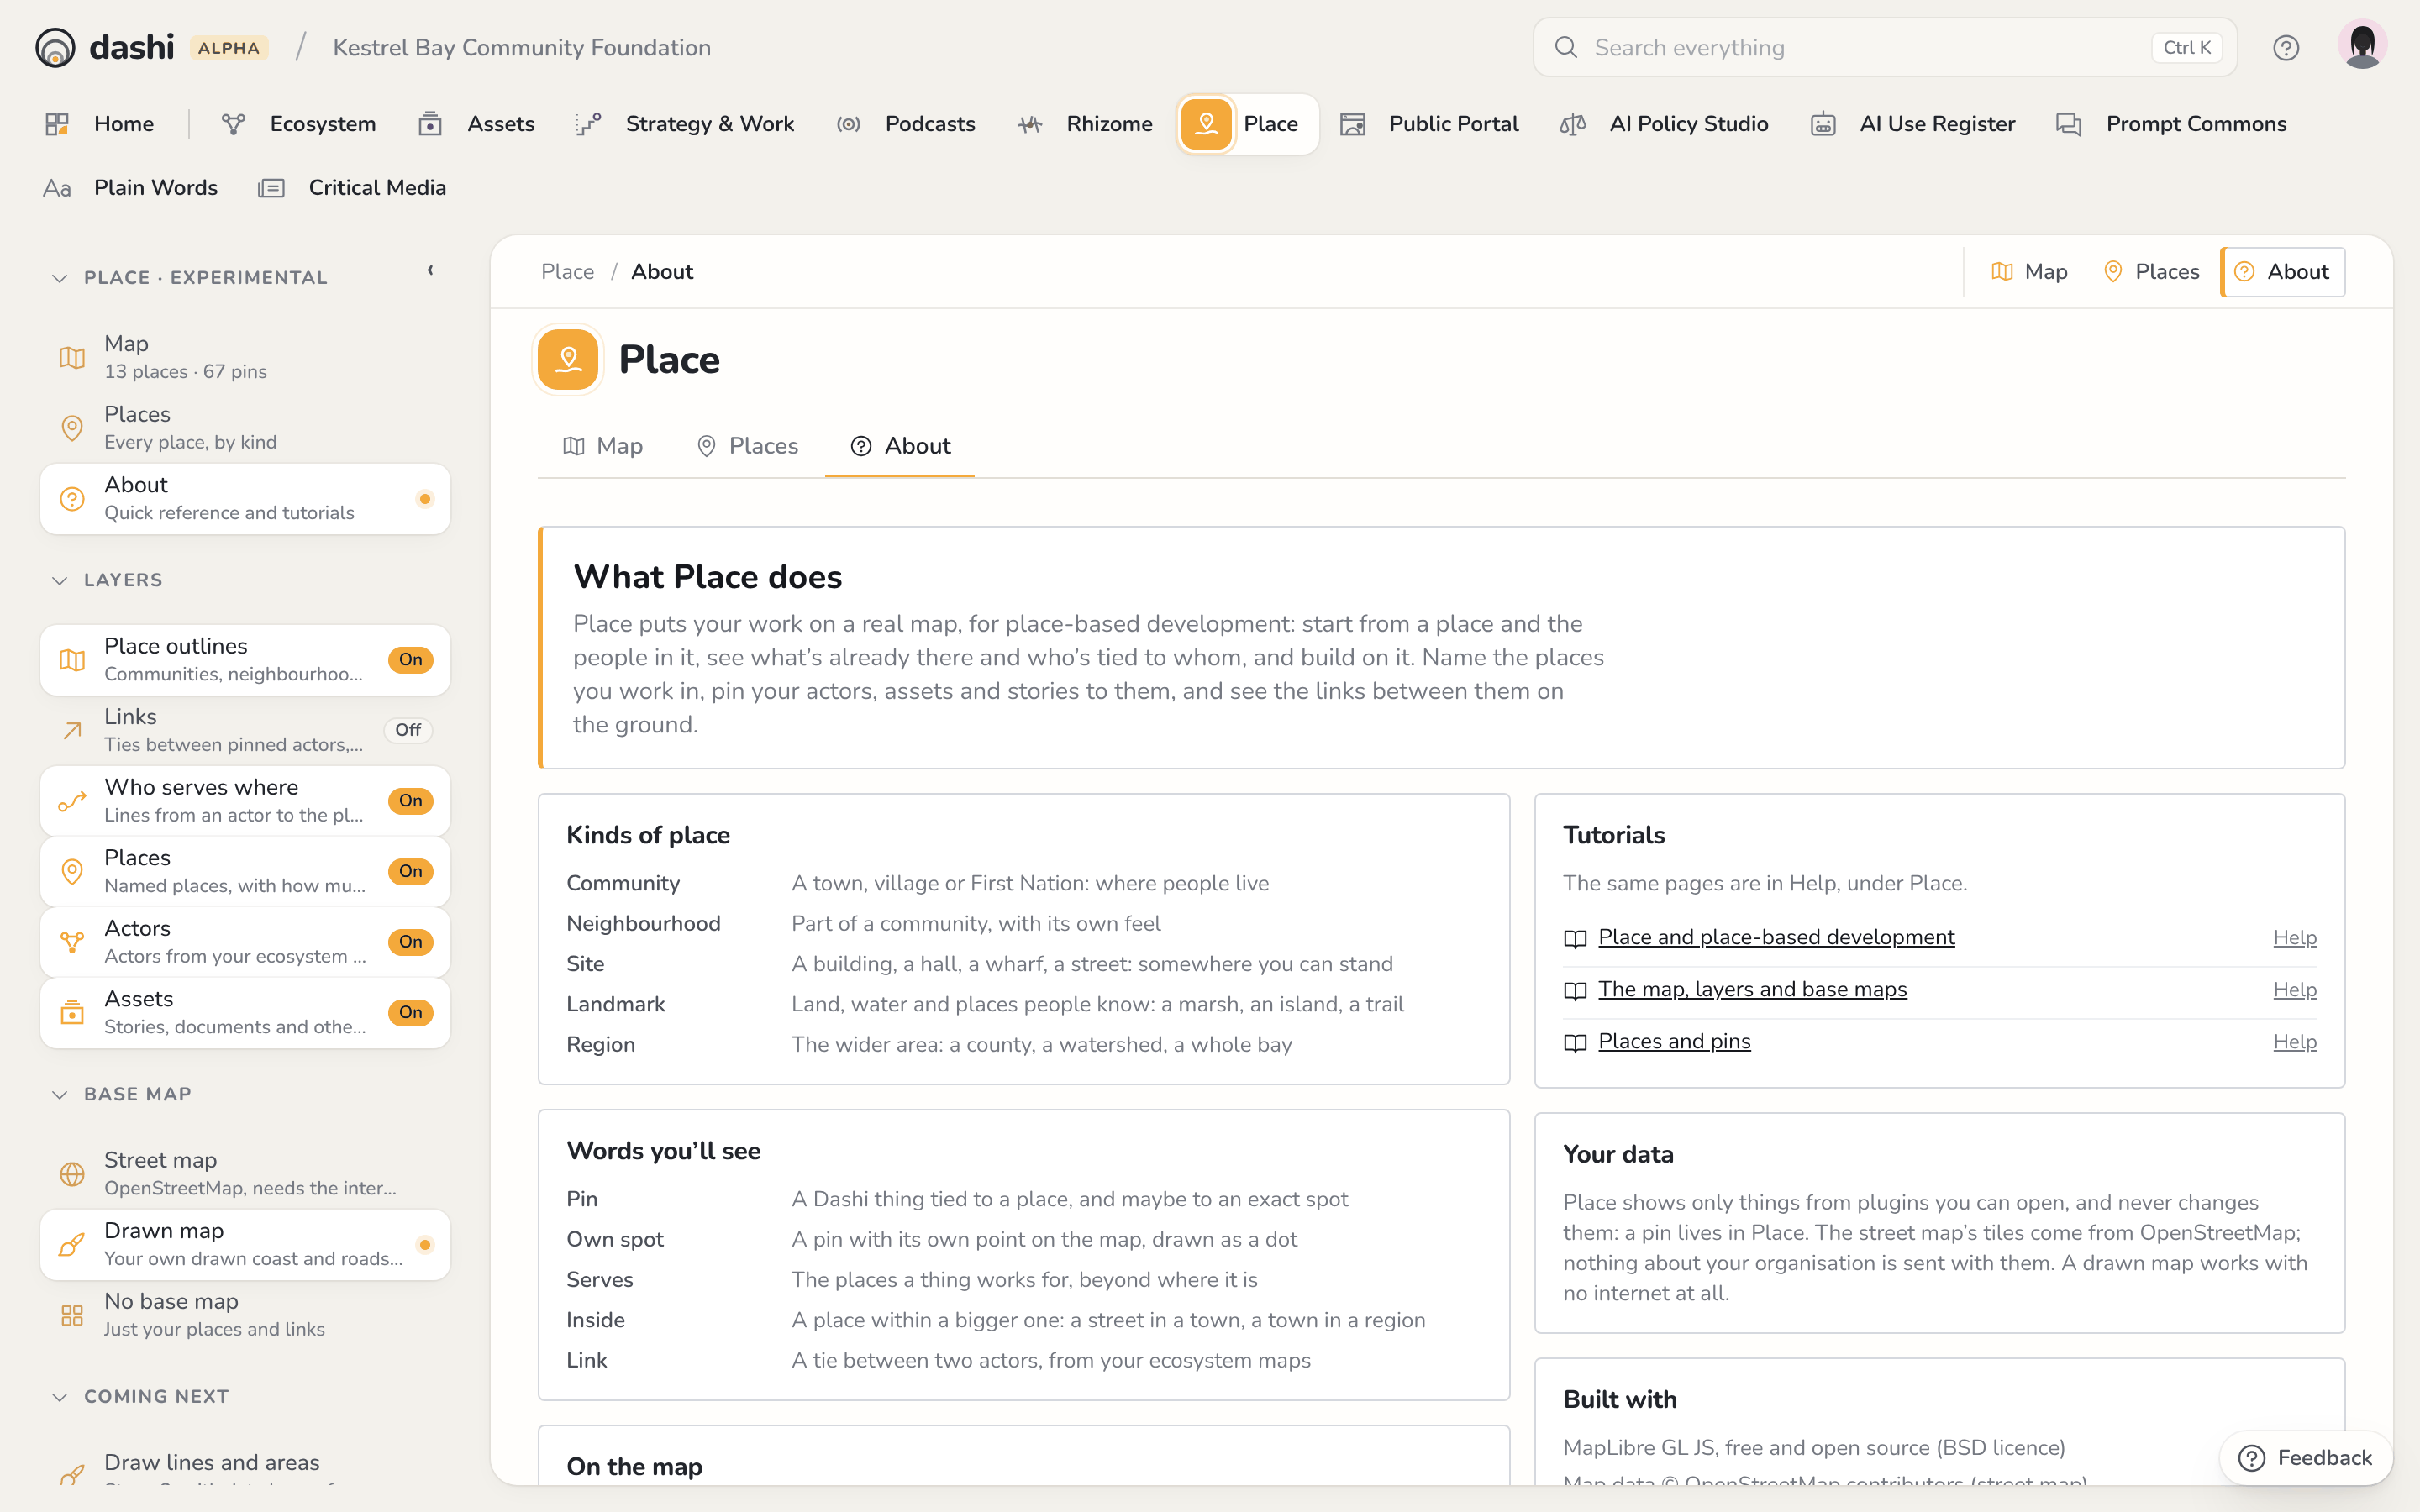 dashi ALPHA / Kestrel Bay Community Foundation
Search everything Ctrl K
Home Ecosystem Assets Strategy & Work Podcasts Rhizome Place Public Portal AI Policy Studio AI Use Register Prompt Commons
Plain Words Critical Media
PLACE · EXPERIMENTAL
Map
13 places · 67 pins
Places
Every place, by kind
About
Quick reference and tutorials
LAYERS
Place outlines
Communities, neighbourhoo...
On
Links
Ties between pinned actors,...
Off
Who serves where
Lines from an actor to the pl...
On
Places
Named places, with how mu...
On
Actors
Actors from your ecosystem ...
On
Assets
Stories, documents and othe...
On
BASE MAP
Street map
OpenStreetMap, needs the inter...
Drawn map
Your own drawn coast and roads...
No base map
Just your places and links
COMING NEXT
Draw lines and areas
Place / About
Map Places About
Place
Map Places About
What Place does
Place puts your work on a real map, for place-based development: start from a place and the
people in it, see what’s already there and who’s tied to whom, and build on it. Name the places
you work in, pin your actors, assets and stories to them, and see the links between them on
the ground.
Kinds of place
Community A town, village or First Nation: where people live
Neighbourhood Part of a community, with its own feel
Site A building, a hall, a wharf, a street: somewhere you can stand
Landmark Land, water and places people know: a marsh, an island, a trail
Region The wider area: a county, a watershed, a whole bay
Words you’ll see
Pin A Dashi thing tied to a place, and maybe to an exact spot
Own spot A pin with its own point on the map, drawn as a dot
Serves The places a thing works for, beyond where it is
Inside A place within a bigger one: a street in a town, a town in a region
Link A tie between two actors, from your ecosystem maps
On the map
Tutorials
The same pages are in Help, under Place.
Place and place-based development Help
The map, layers and base maps Help
Places and pins Help
Your data
Place shows only things from plugins you can open, and never changes
them: a pin lives in Place. The street map’s tiles come from OpenStreetMap;
nothing about your organisation is sent with them. A drawn map works with
no internet at all.
Built with
MapLibre GL JS, free and open source (BSD licence)
Map data © OpenStreetMap contributors (street map)
Feedback